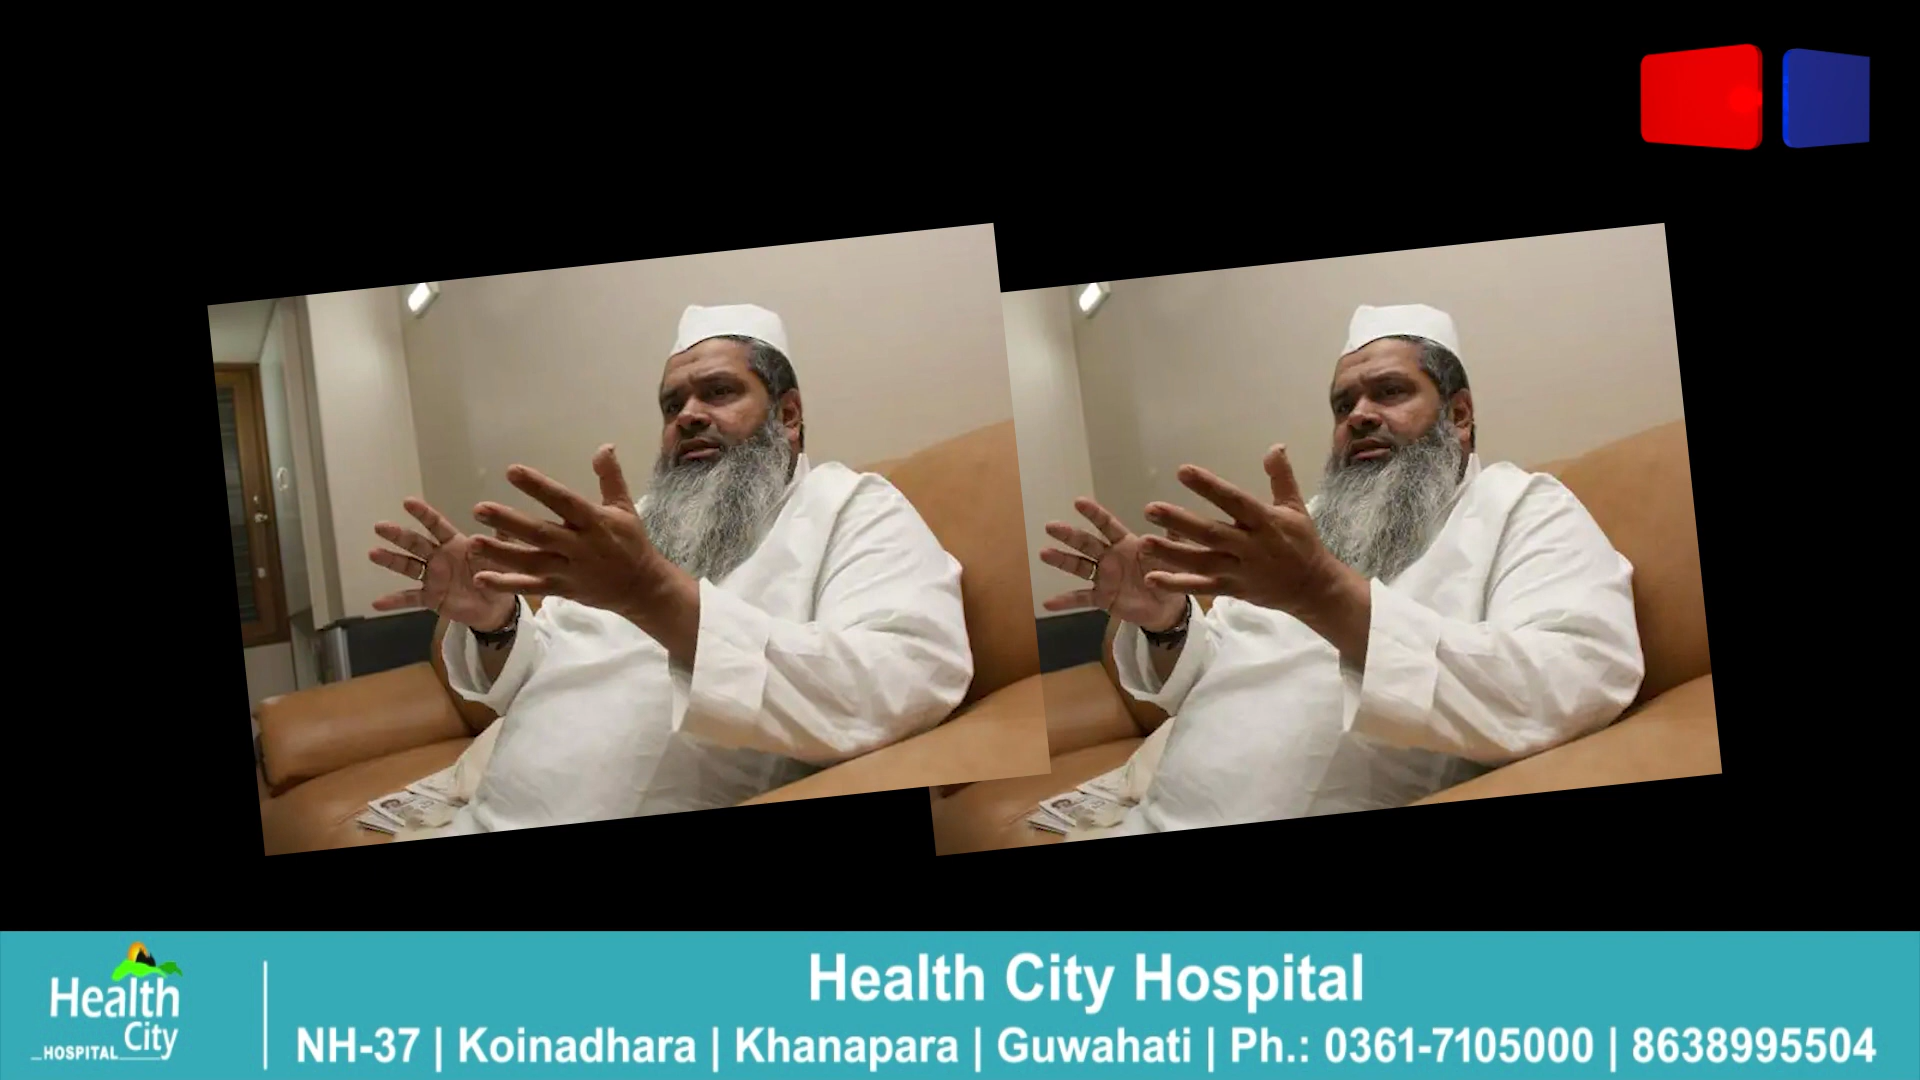 Health
City
HOSPITAL
Health City Hospital
NH-37 | Koinadhara | Khanapara | Guwahati | Ph.: 0361-7105000 | 8638995504